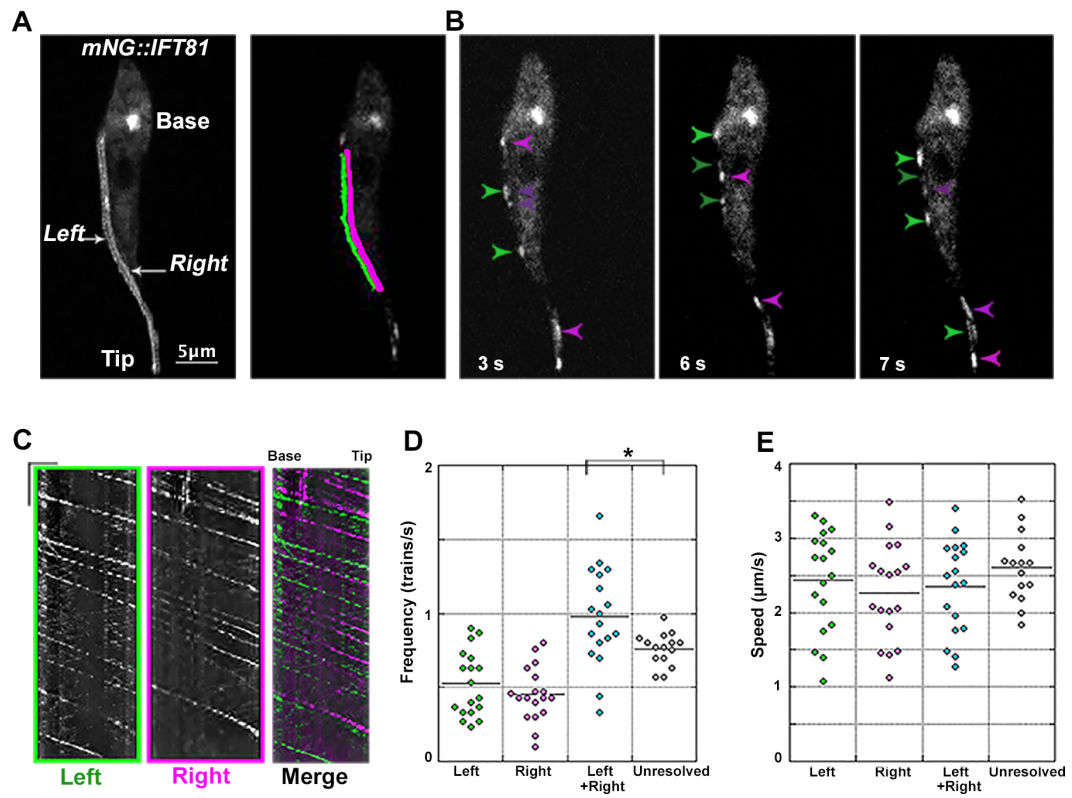 A
mNG::IFT81
Base
Left
Right
Tip
5μm
B
3 s
6 s
7 s
C
Base
Tip
Left
Right
Merge
D
*
Frequency (trains/s)
2
1
0
Left
Right
Left
+Right
Unresolved
E
Speed (μm/s)
5
4
3
2
1
0
Left
Right
Left
+Right
Unresolved